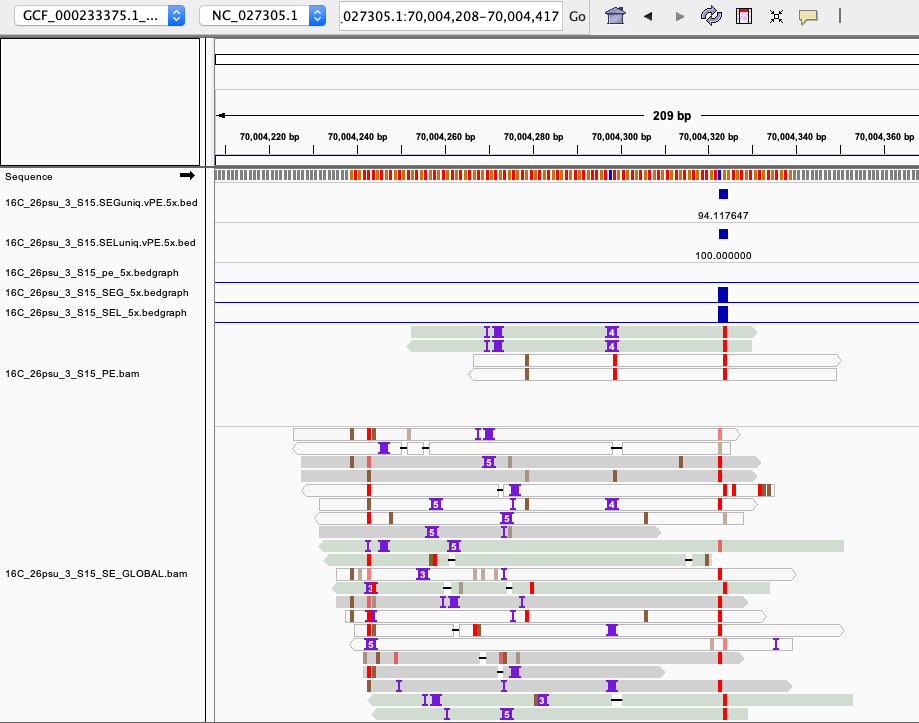 GCF_000233375.1_... NC_027305.1 .027305.1:70,004,208-70,004,417 Go
209 bp
70,004,220 bp 70,004,240 bp 70,004,260 bp 70,004,280 bp 70,004,300 bp 70,004,320 bp 70,004,340 bp 70,004,360 bp
Sequence
16C_26psu_3_S15.SEGuniq.vPE.5x.bed
94.117647
16C_26psu_3_S15.SELuniq.vPE.5x.bed
100.000000
16C_26psu_3_S15_pe_5x.bedgraph
16C_26psu_3_S15_SEG_5x.bedgraph
16C_26psu_3_S15_SEL_5x.bedgraph
4
4
16C_26psu_3_S15_PE.bam
5
5 4
5
5
5
16C_26psu_3_S15_SE_GLOBAL.bam
3
3
5
3
5